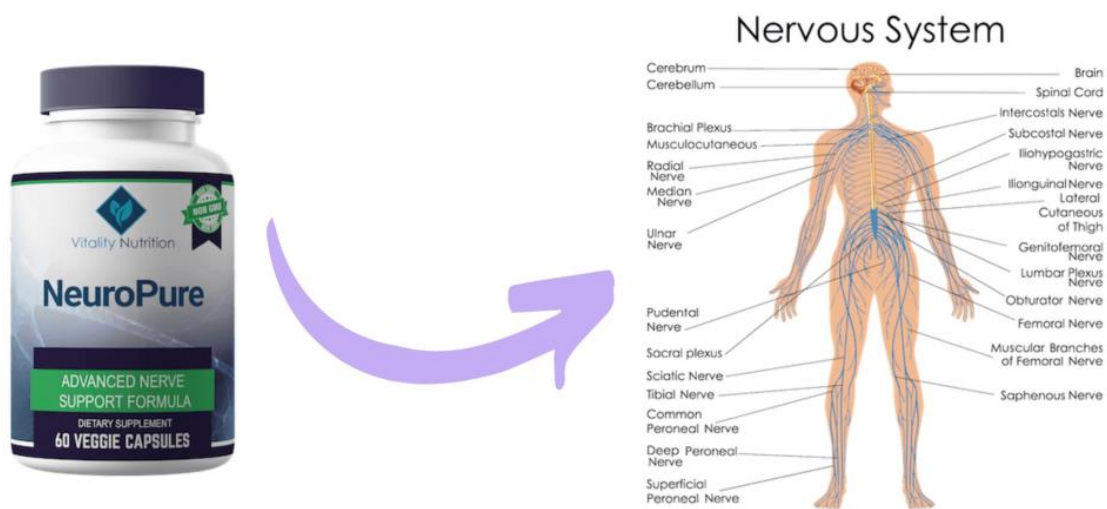 Vitality Nutrition
NON GMO
NeuroPure
ADVANCED NERVE
SUPPORT FORMULA
DIETARY SUPPLEMENT
60 VEGGIE CAPSULES
Nervous System
Cerebrum
Cerebellum
Brachial Plexus
Musculocutaneous
Radial
Nerve
Median
Nerve
Ulnar
Nerve
Pudental
Nerve
Sacral plexus
Sciatic Nerve
Tibial Nerve
Common
Peroneal Nerve
Deep Peroneal
Nerve
Superficial
Peroneal Nerve
Brain
Spinal Cord
Intercostals Nerve
Subcostal Nerve
Iliohypogastric
Nerve
Ilionguinal Nerve
Lateral
Cutaneous
of Thigh
Genitofemoral
Nerve
Lumbar Plexus
Nerve
Obturator Nerve
Femoral Nerve
Muscular Branches
of Femoral Nerve
Saphenous Nerve